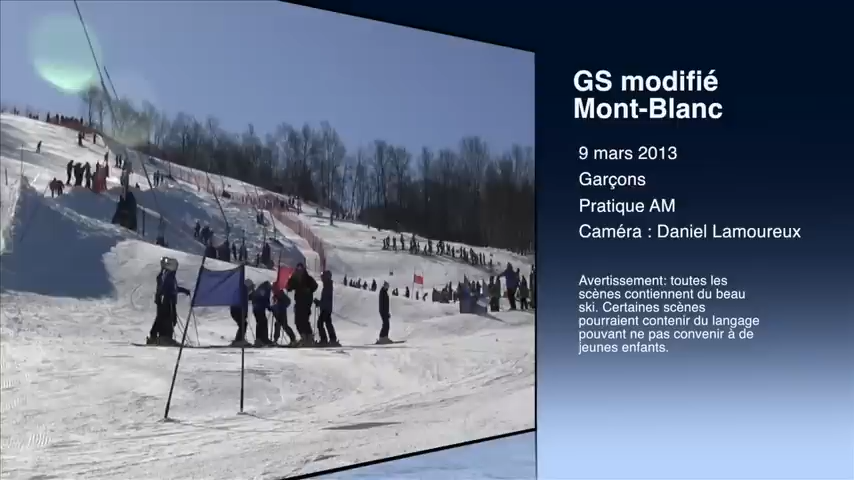 GS modifié
Mont-Blanc
9 mars 2013
Garçons
Pratique AM
Caméra : Daniel Lamoureux
Avertissement: toutes les
scènes contiennent du beau
ski. Certaines scènes
pourraient contenir du langage
pouvant ne pas convenir à de
jeunes enfants.